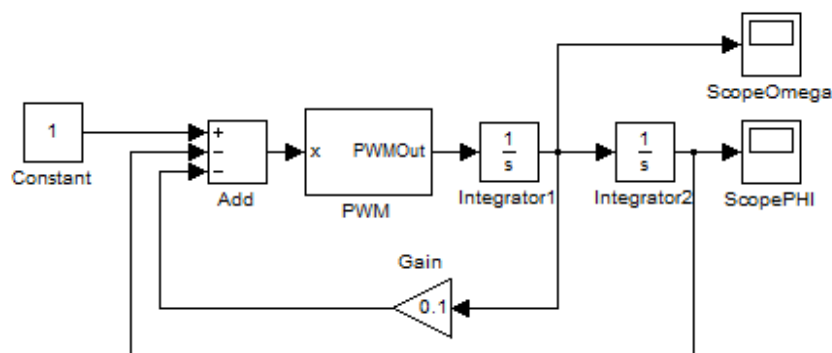 ScopeOmega
1
Constant
+
−
−
Add
x
PWMOut
PWM
1
s
Integrator1
1
s
Integrator2
ScopePHI
Gain
0.1